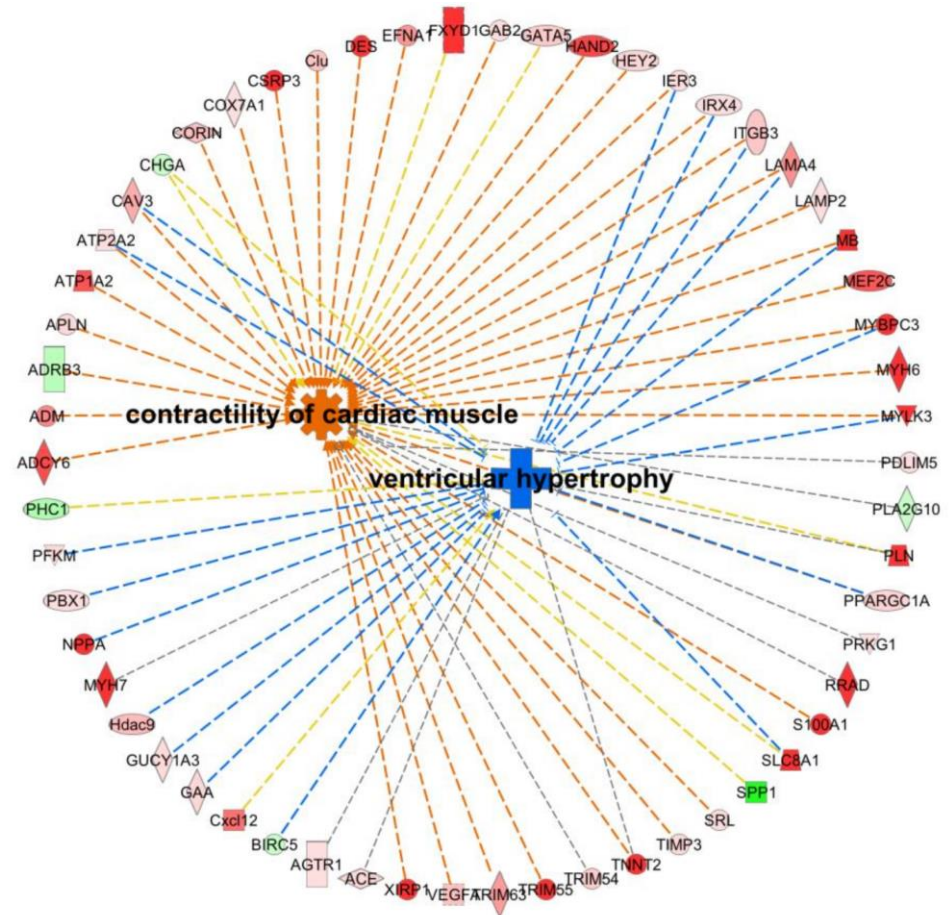 FXYD1
GAB2
GATA5
HAND2
HEY2
IER3
IRX4
ITGB3
LAMA4
LAMP2
MB
MEF2C
MYBPC3
MYH6
MYLK3
PDLIM5
PLA2G10
PLN
PPARGC1A
PRKG1
RRAD
S100A1
SLC8A1
SPP1
SRL
TIMP3
TNNT2
TRIM54
TRIM55
TRIM63
VEGFA
XIRP1
ACE
AGTR1
BIRC5
Cxcl12
GAA
GUCY1A3
Hdac9
MYH7
NPPA
PBX1
PFKM
PHC1
ADCY6
ADM
ADRB3
APLN
ATP1A2
ATP2A2
CAV3
CHGA
CORIN
COX7A1
CSRP3
Clu
DES
EFNA1
contractility of cardiac muscle
ventricular hypertrophy